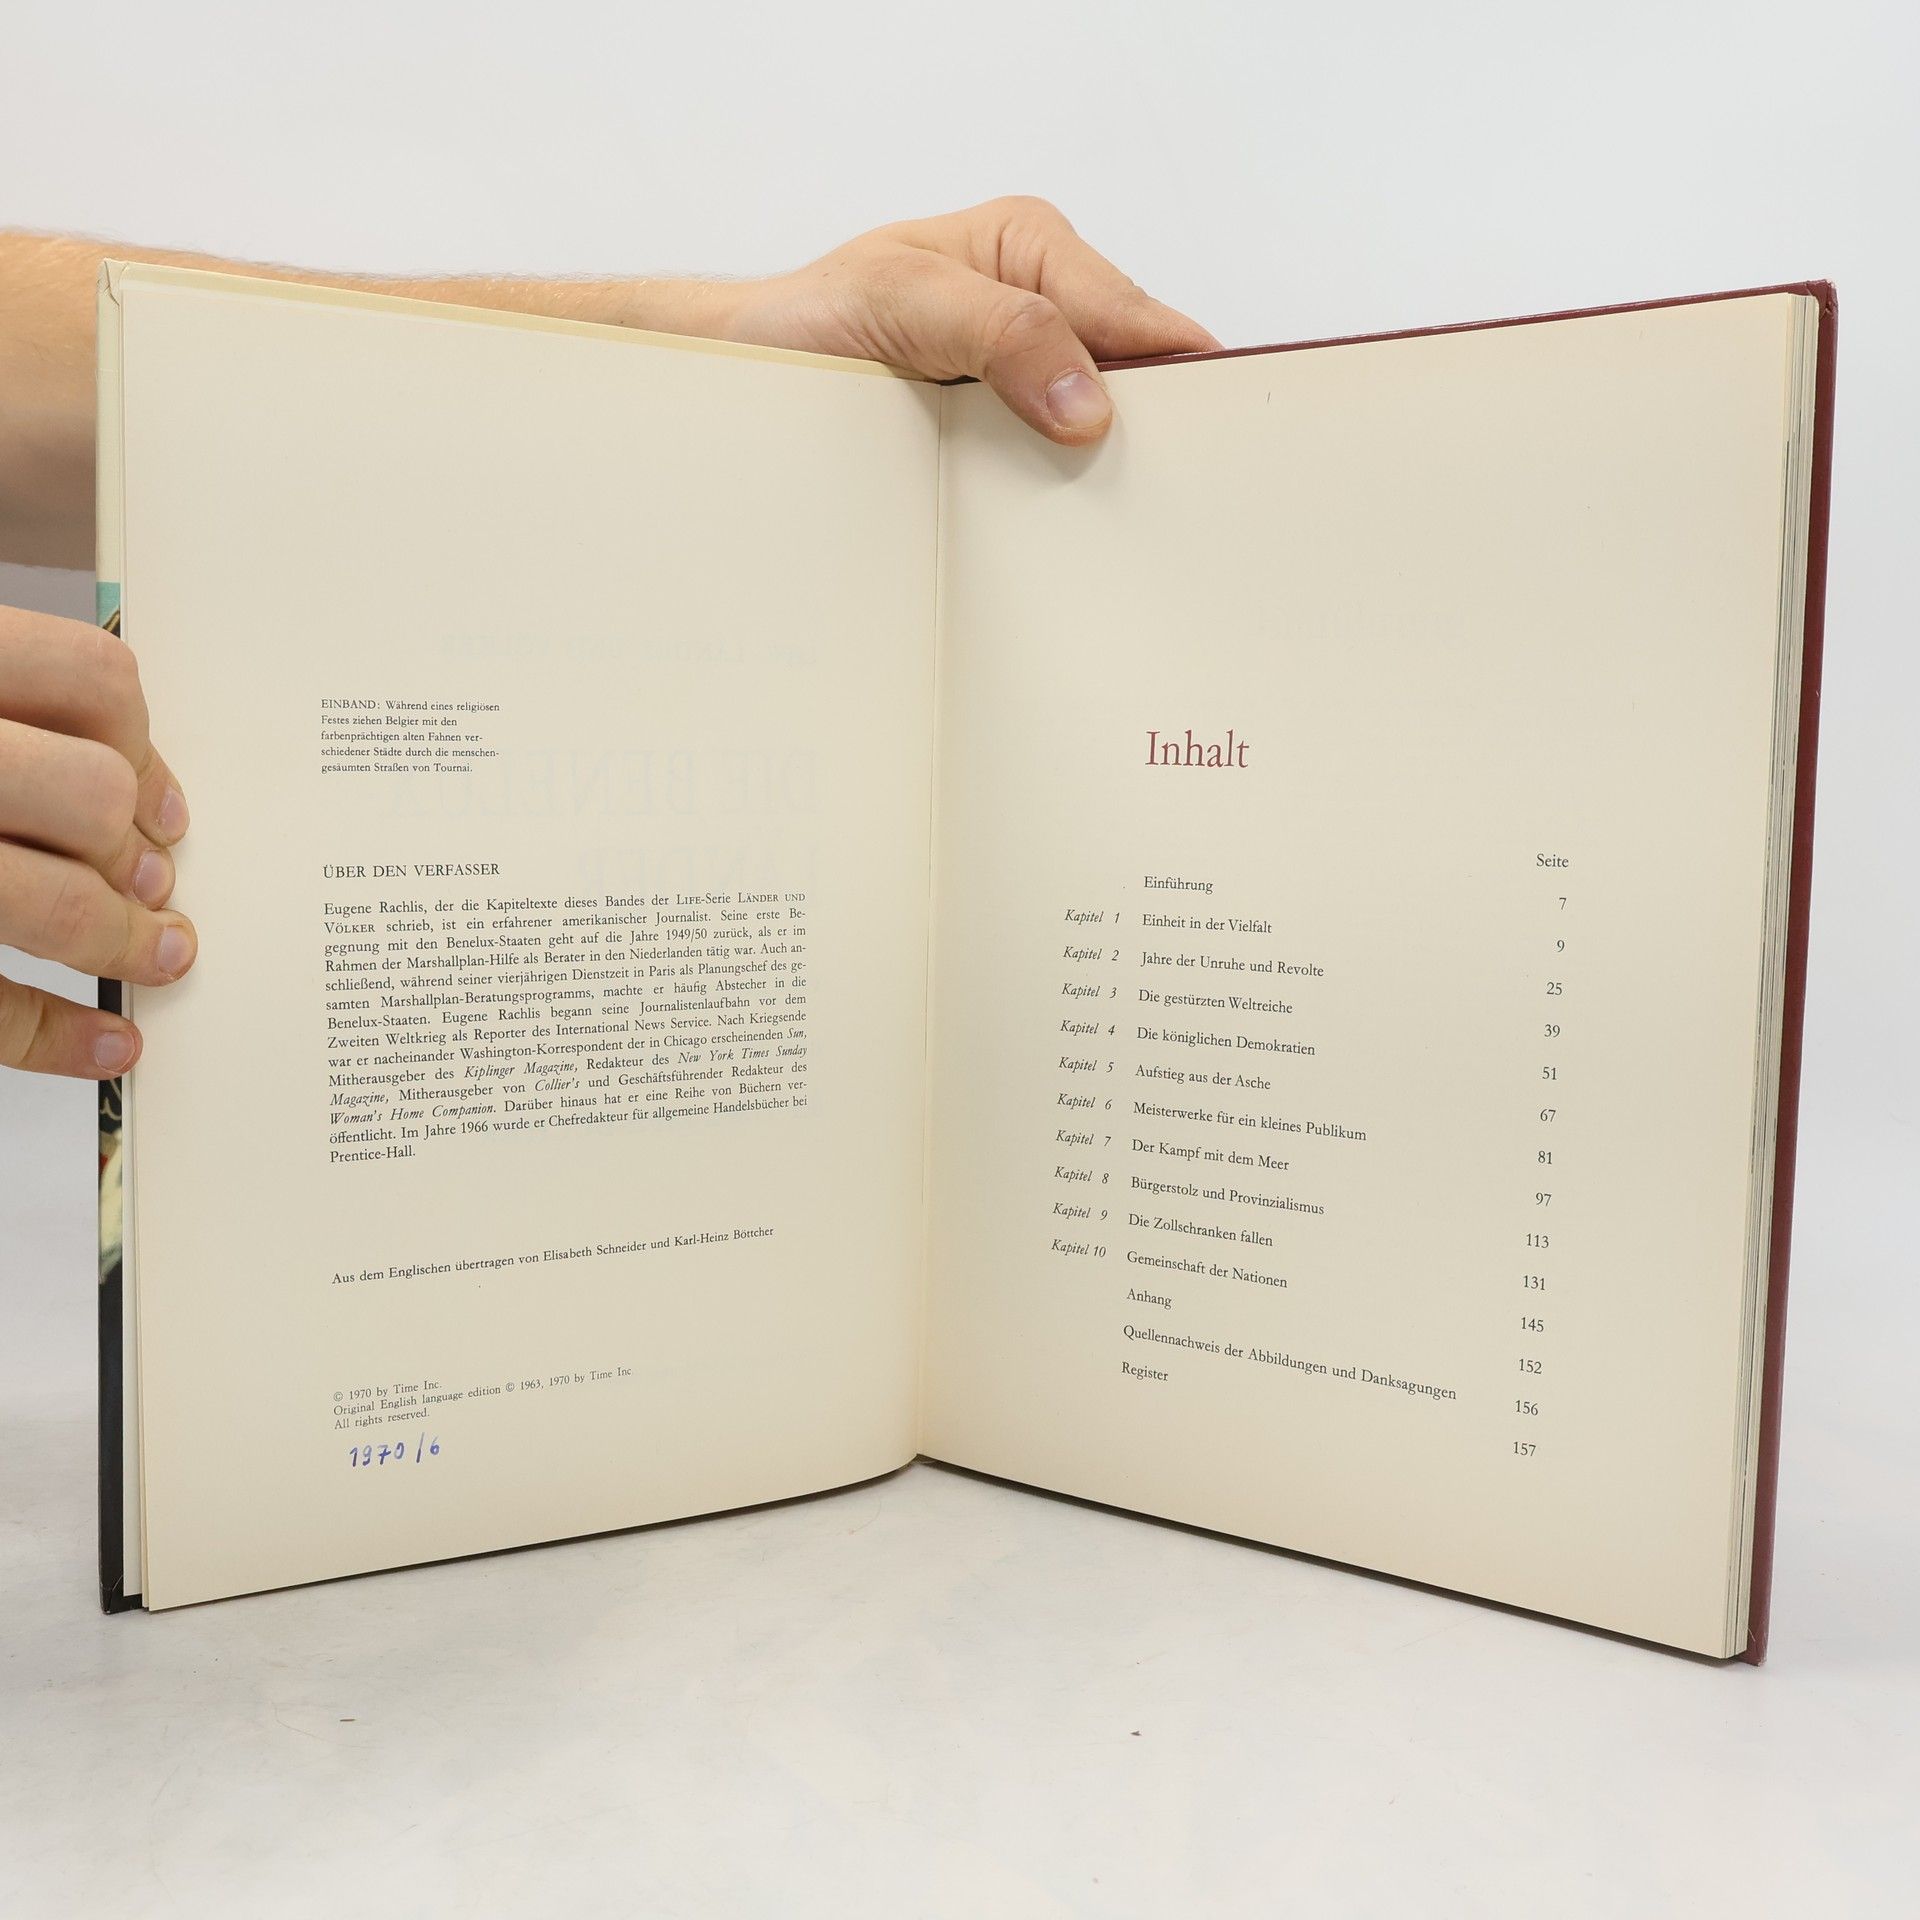 EINBAND: Während eines religiösen
Festes ziehen Belgier mit den
farbenprächtigen alten Fahnen ver-
schiedener Städte durch die menschen-
gesäumten Straßen von Tournai.
ÜBER DEN VERFASSER
Eugene Rachlis, der die Kapiteltexte dieses Bandes der LIFE-Serie LÄNDER UND
VÖLKER schrieb, ist ein erfahrener amerikanischer Journalist. Seine erste Be-
gegnung mit den Benelux-Staaten geht auf die Jahre 1949/50 zurück, als er im
Rahmen der Marshallplan-Hilfe als Berater in den Niederlanden tätig war. Auch an-
schließend, während seiner vierjährigen Dienstzeit in Paris als Planungschef des ge-
samten Marshallplan-Beratungsprogramms, machte er häufig Abstecher in die
Benelux-Staaten. Eugene Rachlis begann seine Journalistenlaufbahn vor dem
Zweiten Weltkrieg als Reporter des International News Service. Nach Kriegsende
war er nacheinander Washington-Korrespondent der in Chicago erscheinenden Sun,
Mitherausgeber des Kiplinger Magazine, Redakteur des New York Times Sunday
Magazine, Mitherausgeber von Collier's und Geschäftsführender Redakteur des
Woman's Home Companion. Darüber hinaus hat er eine Reihe von Büchern ver-
öffentlicht. Im Jahre 1966 wurde er Chefredakteur für allgemeine Handelsbücher bei
Prentice-Hall.
Aus dem Englischen übertragen von Elisabeth Schneider und Karl-Heinz Böttcher
© 1970 by Time Inc.
Original English language edition © 1963, 1970 by Time Inc.
All rights reserved.
1970/6
Inhalt
Seite
Einführung 7
Kapitel 1 Einheit in der Vielfalt 9
Kapitel 2 Jahre der Unruhe und Revolte 25
Kapitel 3 Die gestürzten Weltreiche 39
Kapitel 4 Die königlichen Demokratien 51
Kapitel 5 Aufstieg aus der Asche 67
Kapitel 6 Meisterwerke für ein kleines Publikum 81
Kapitel 7 Der Kampf mit dem Meer 97
Kapitel 8 Bürgerstolz und Provinzialismus 113
Kapitel 9 Die Zollschranken fallen 131
Kapitel 10 Gemeinschaft der Nationen 145
Anhang 152
Quellennachweis der Abbildungen und Danksagungen 156
Register 157